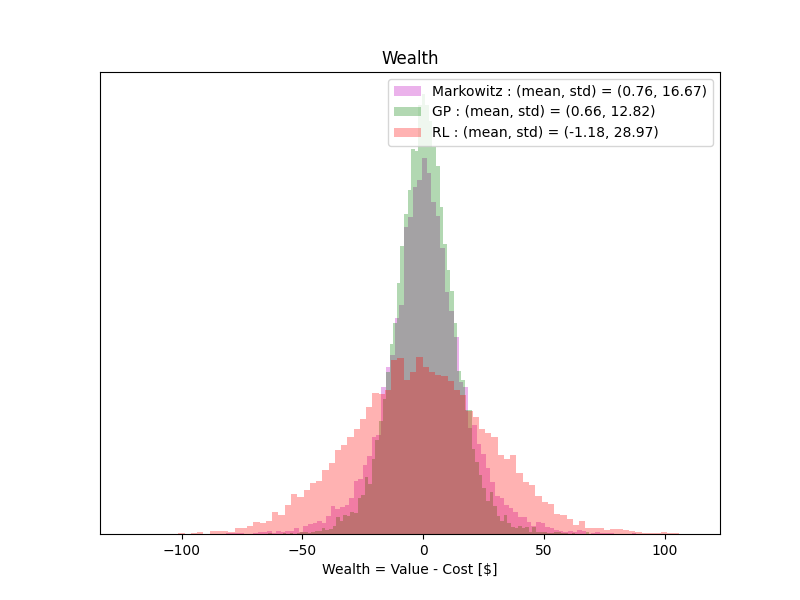 Wealth
Markowitz : (mean, std) = (0.76, 16.67)
GP : (mean, std) = (0.66, 12.82)
RL : (mean, std) = (-1.18, 28.97)
−100 −50 0 50 100
Wealth = Value - Cost [$]